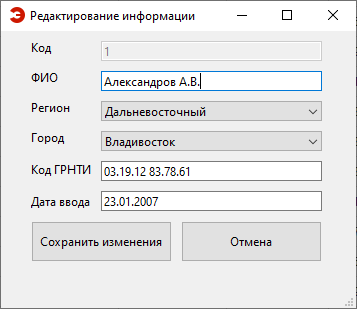 Редактирование информации
Код 1
ФИО Александров А.В.
Регион Дальневосточный
Город Владивосток
Код ГРНТИ 03.19.12 83.78.61
Дата ввода 23.01.2007
Сохранить изменения Отмена